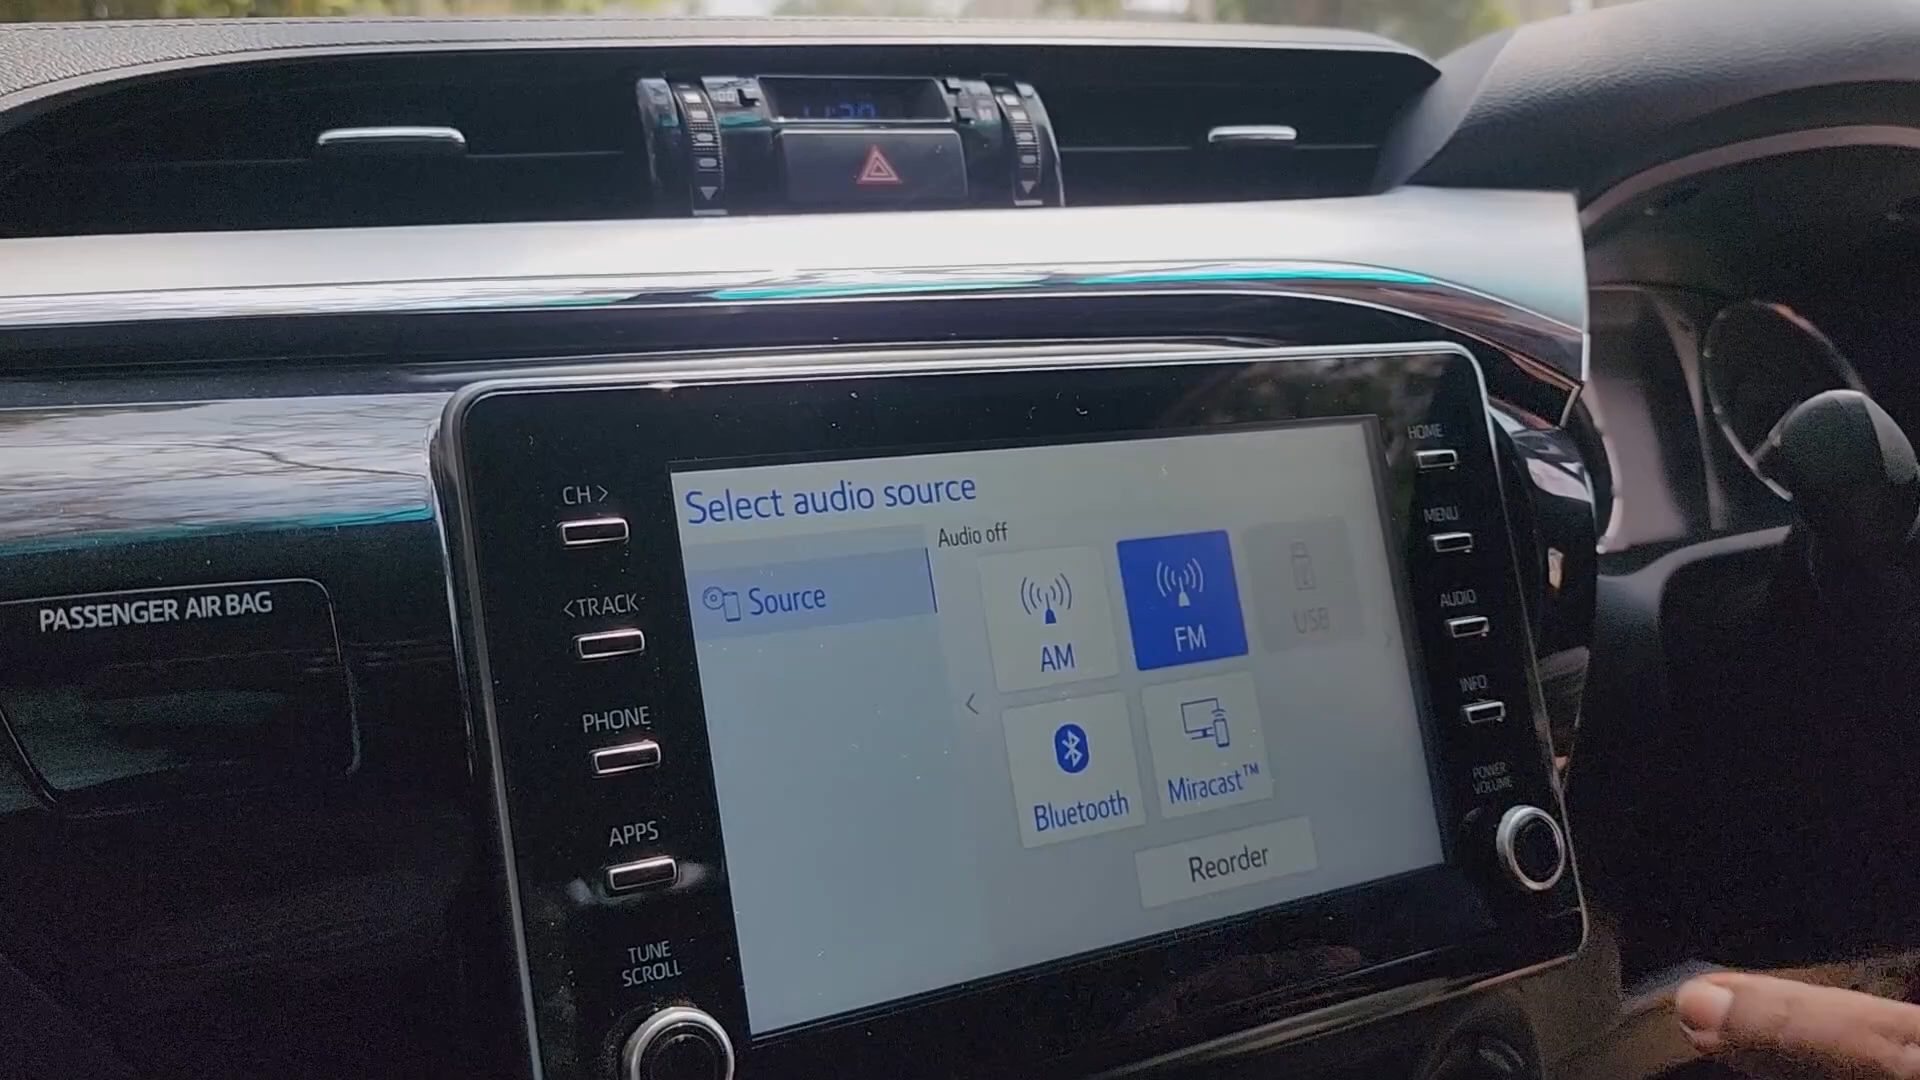 PASSENGER AIR BAG
CH >
< TRACK
PHONE
APPS
TUNE
SCROLL
Select audio source
Source
Audio off
AM
FM
USB
Bluetooth
Miracast™
Reorder
HOME
MENU
AUDIO
INFO
POWER
VOLUME